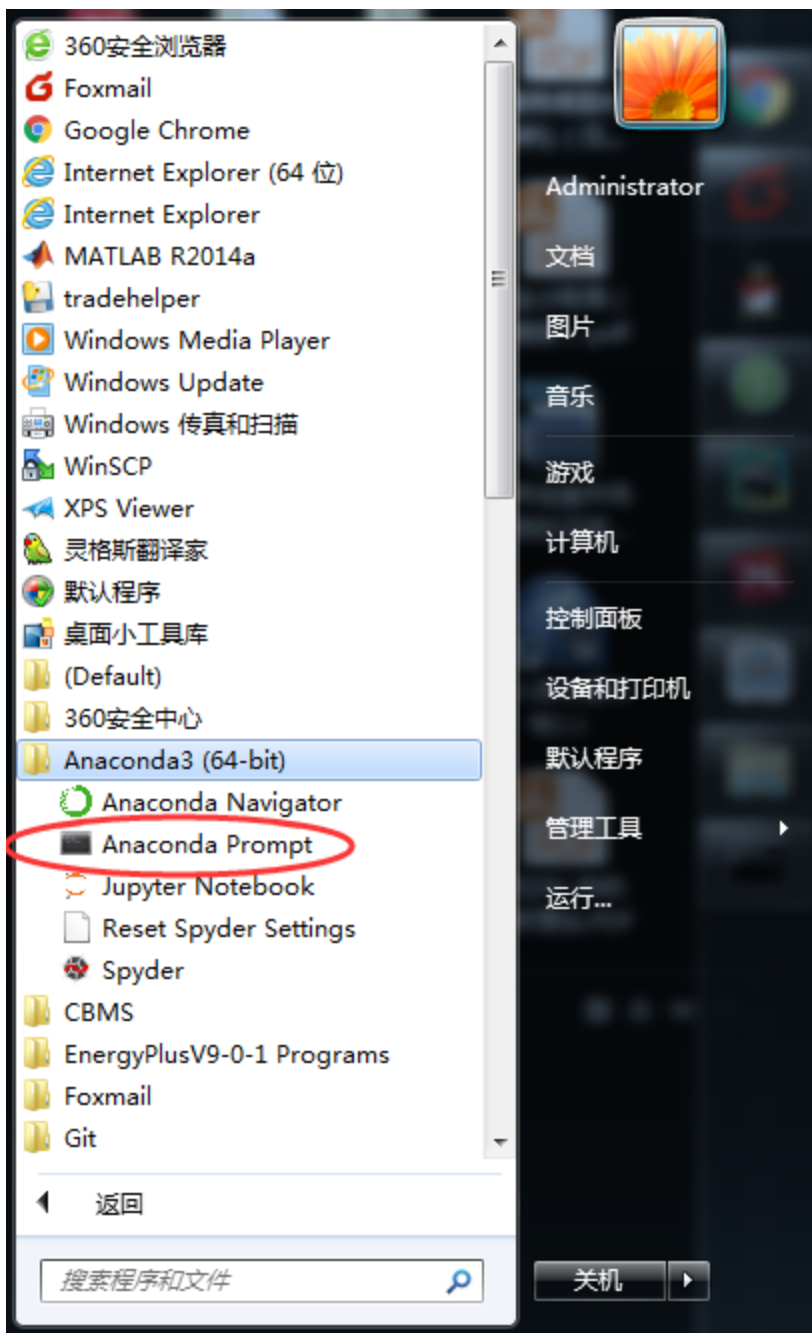 360安全浏览器
Foxmail
Google Chrome
Internet Explorer (64 位)
Internet Explorer
MATLAB R2014a
tradehelper
Windows Media Player
Windows Update
Windows 传真和扫描
WinSCP
XPS Viewer
灵格斯翻译家
默认程序
桌面小工具库
(Default)
360安全中心
Anaconda3 (64-bit)
Anaconda Navigator
Anaconda Prompt
Jupyter Notebook
Reset Spyder Settings
Spyder
CBMS
EnergyPlusV9-0-1 Programs
Foxmail
Git
返回
搜索程序和文件
Administrator
文档
图片
音乐
游戏
计算机
控制面板
设备和打印机
默认程序
管理工具
运行...
关机